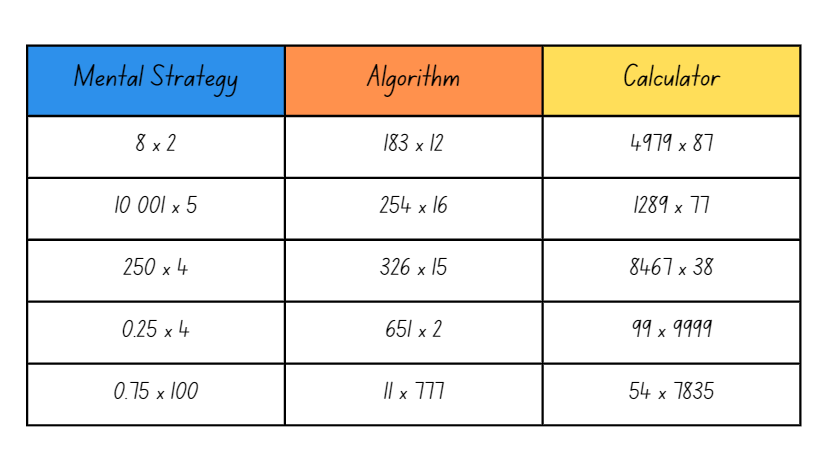 Mental Strategy Algorithm Calculator
8 x 2 183 x 12 4979 x 87
10 001 x 5 254 x 16 1289 x 77
250 x 4 326 x 15 8467 x 38
0.25 x 4 651 x 2 99 x 9999
0.75 x 100 11 x 777 54 x 7835